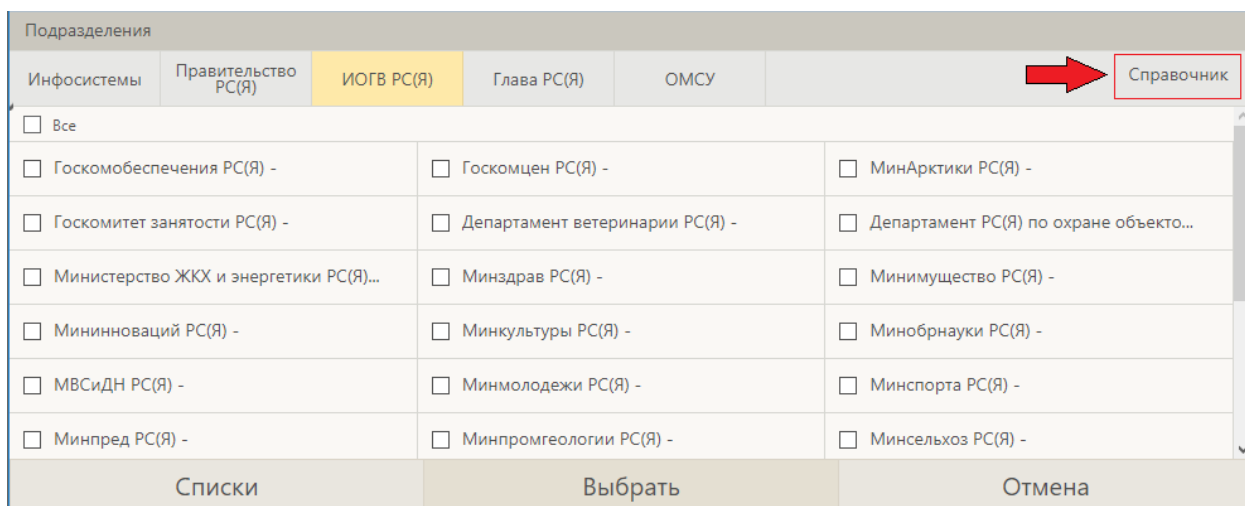 Подразделения
Инфосистемы
Правительство
РС(Я)
ИОГВ РС(Я)
Глава РС(Я)
ОМСУ
Справочник
Все
Госкомобеспечения РС(Я) -
Госкомцен РС(Я) -
МинАрктики РС(Я) -
Госкомитет занятости РС(Я) -
Департамент ветеринарии РС(Я) -
Департамент РС(Я) по охране объекто...
Министерство ЖКХ и энергетики РС(Я)...
Минздрав РС(Я) -
Минимущество РС(Я) -
Мининноваций РС(Я) -
Минкультуры РС(Я) -
Минобрнауки РС(Я) -
МВСиДН РС(Я) -
Минмолодежи РС(Я) -
Минспорта РС(Я) -
Минпред РС(Я) -
Минпромгеологии РС(Я) -
Минсельхоз РС(Я) -
Списки
Выбрать
Отмена